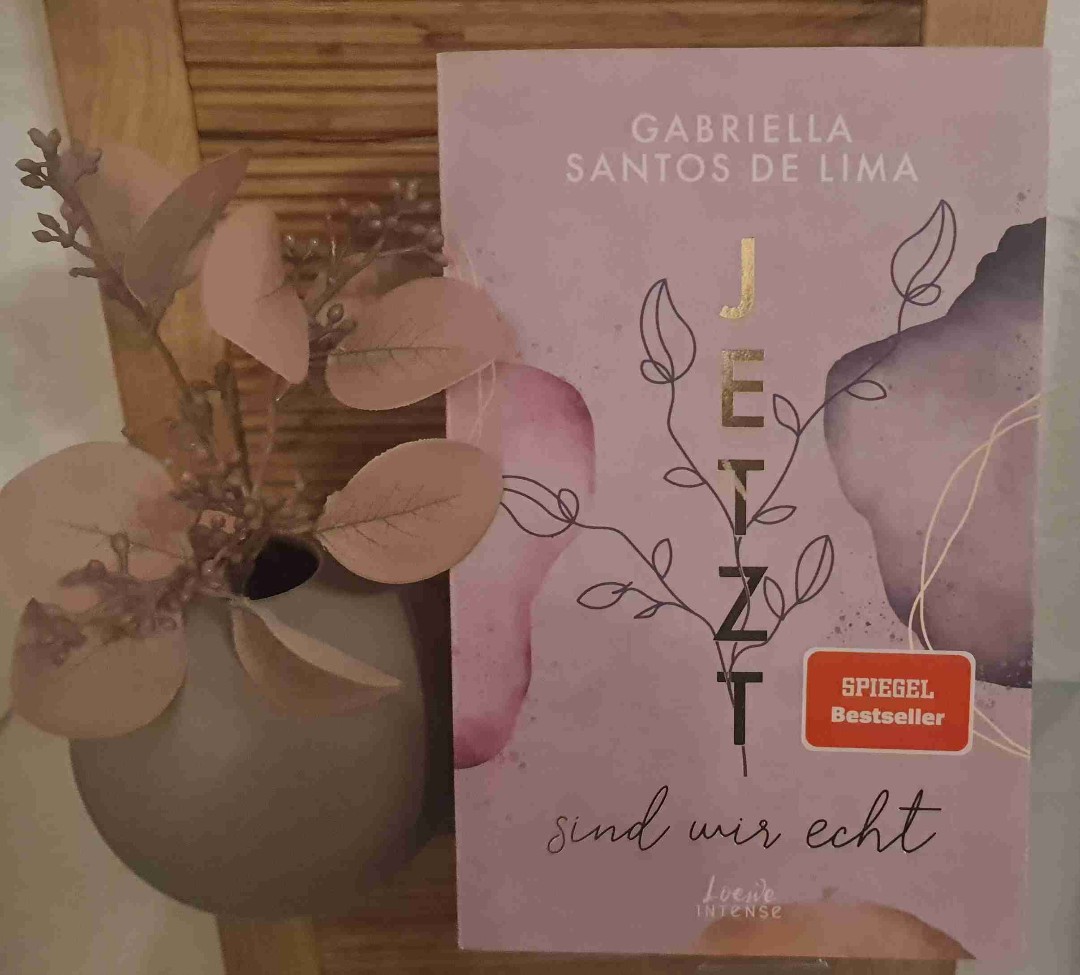 GABRIELLA
SANTOS DE LIMA
JETZT
SPIEGEL
Bestseller
sind wir echt
Loewe
INTENSE